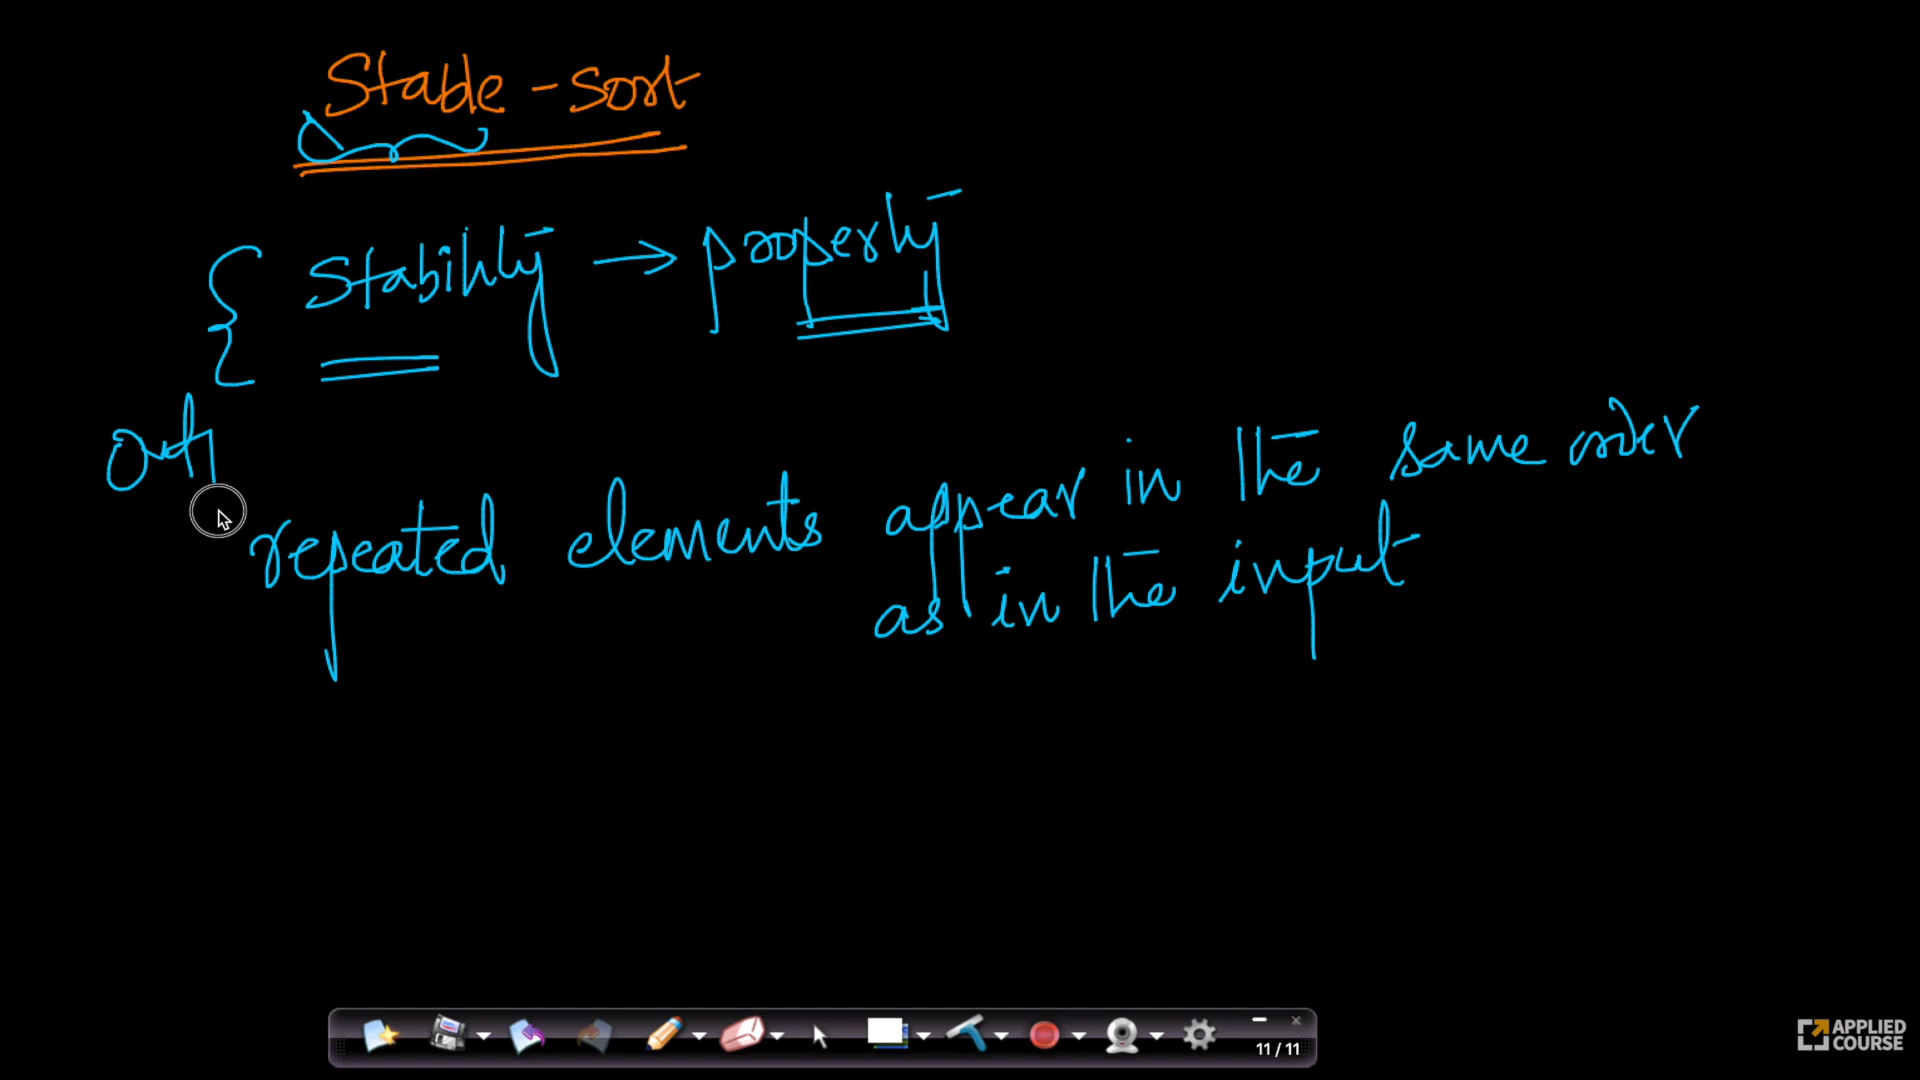 Stable - Sort
{ Stability → property
repeated elements appear in the same order
as in the input
11 / 11
APPLIED
COURSE